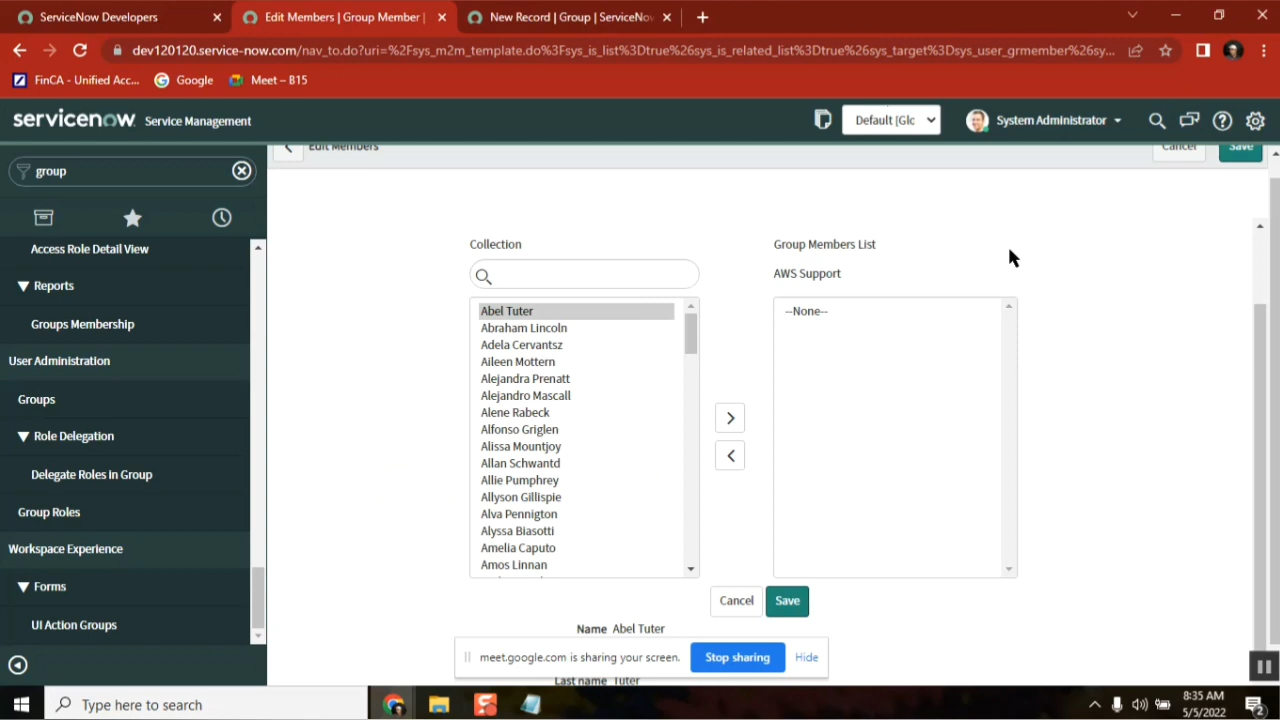 ServiceNow Developers
Edit Members | Group Member |
New Record | Group | ServiceNow
dev120120.service-now.com/nav_to.do?uri=%2Fsys_m2m_template.do%3Fsys_is_list%3Dtrue%26sys_is_related_list%3Dtrue%26sys_target%3Dsys_user_grmember%26sy...
FinCA - Unified Acc...
Google
Meet – B15
servicenow
Service Management
Default [Glc
System Administrator
group
Access Role Detail View
Reports
Groups Membership
User Administration
Groups
Role Delegation
Delegate Roles in Group
Group Roles
Workspace Experience
Forms
UI Action Groups
Edit Members
Cancel
Save
Collection
Group Members List
AWS Support
Abel Tuter
Abraham Lincoln
Adela Cervantsz
Aileen Mottern
Alejandra Prenatt
Alejandro Mascall
Alene Rabeck
Alfonso Griglen
Alissa Mountjoy
Allan Schwantd
Allie Pumphrey
Allyson Gillispie
Alva Pennington
Alyssa Biasotti
Amelia Caputo
Amos Linnan
--None--
Cancel
Save
Name Abel Tuter
meet.google.com is sharing your screen.
Stop sharing
Hide
Last name Tuter
Type here to search
8:35 AM
5/5/2022
2